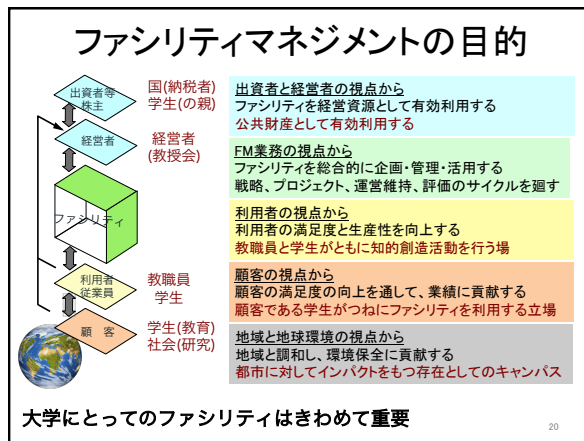 ファシリティマネジメントの目的
出資者等
株主
国(納税者)
学生(の親)
経営者
経営者
(教授会)
ファシリティ
利用者
従業員
教職員
学生
顧 客
学生(教育)
社会(研究)
出資者と経営者の視点から
ファシリティを経営資源として有効利用する
公共財産として有効利用する
FM業務の視点から
ファシリティを総合的に企画・管理・活用する
戦略、プロジェクト、運営維持、評価のサイクルを廻す
利用者の視点から
利用者の満足度と生産性を向上する
教職員と学生がともに知的創造活動を行う場
顧客の視点から
顧客の満足度の向上を通して、業績に貢献する
顧客である学生がつねにファシリティを利用する立場
地域と地球環境の視点から
地域と調和し、環境保全に貢献する
都市に対してインパクトをもつ存在としてのキャンパス
大学にとってのファシリティはきわめて重要
20